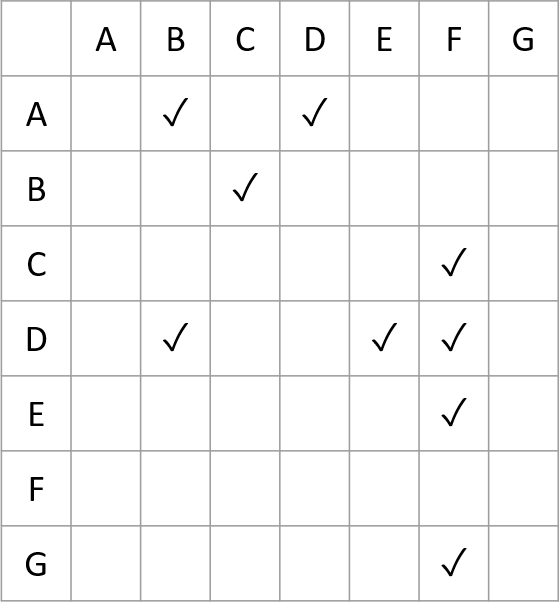 A B C D E F G
A ✓ ✓
B ✓
C ✓
D ✓ ✓ ✓
E ✓
F
G ✓